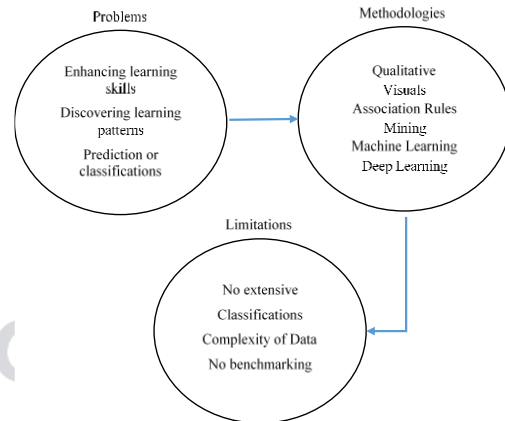 Problems
Enhancing learning
skills
Discovering learning
patterns
Prediction or
classifications
Methodologies
Qualitative
Visuals
Association Rules
Mining
Machine Learning
Deep Learning
Limitations
No extensive
Classifications
Complexity of Data
No benchmarking